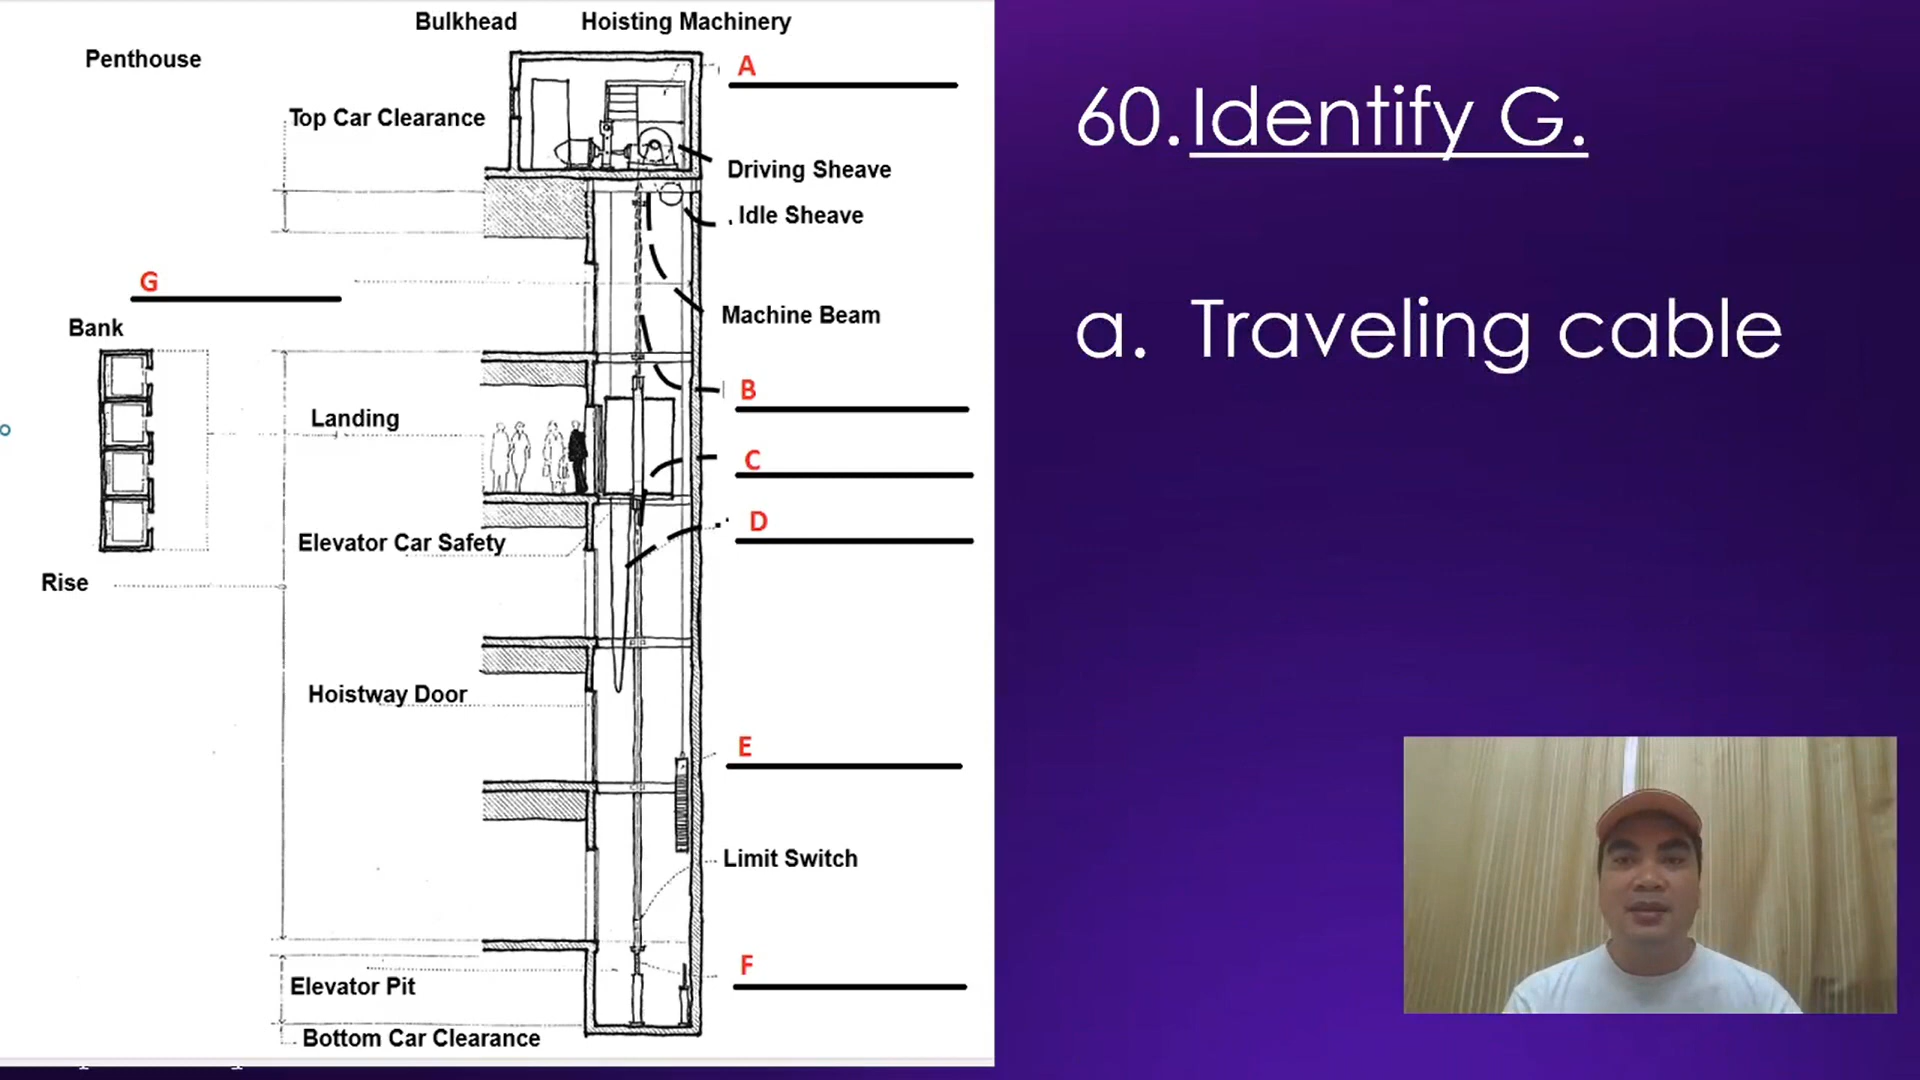 Bulkhead
Hoisting Machinery
Penthouse
A
Top Car Clearance
Driving Sheave
Idle Sheave
G
Machine Beam
Bank
B
Landing
C
D
Elevator Car Safety
Rise
Hoistway Door
E
Limit Switch
F
Elevator Pit
Bottom Car Clearance
60. Identify G.
a. Traveling cable